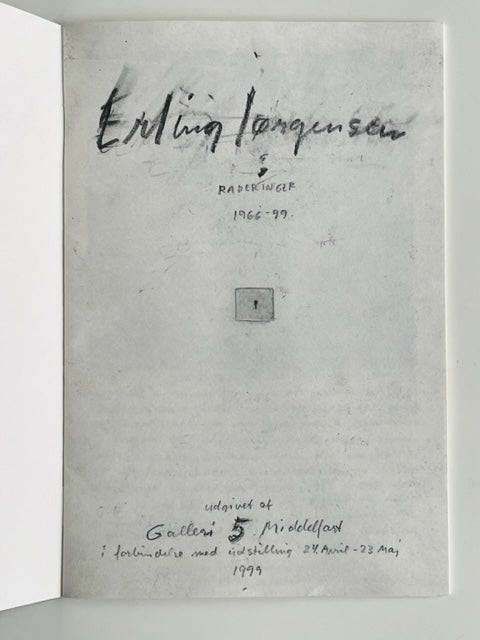 Erling Jørgensen
RADERINGER
1966-99
udgivet af
Galleri 5 Middelfart
i forbindelse med udstilling 24. April - 23 Maj
1999